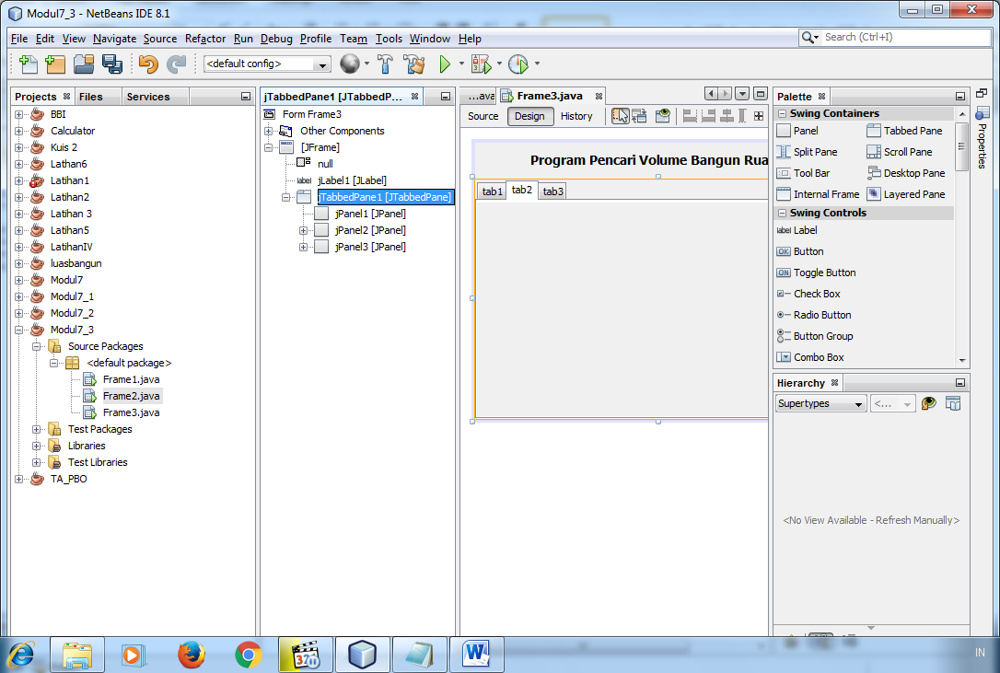 Modul7_3 - NetBeans IDE 8.1
File Edit View Navigate Source Refactor Run Debug Profile Team Tools Window Help
Search (Ctrl+I)
<default config>
Projects Files Services
BBI
Calculator
Kuis 2
Latihan6
Latihan1
Latihan2
Latihan 3
Latihan5
LatihanIV
luasbangun
Modul7
Modul7_1
Modul7_2
Modul7_3
Source Packages
<default package>
Frame1.java
Frame2.java
Frame3.java
Test Packages
Libraries
Test Libraries
TA_PBO
jTabbedPane1 [JTabbedP...
Form Frame3
Other Components
[JFrame]
null
label jLabel1 [JLabel]
jTabbedPane1 [JTabbedPane]
jPanel1 [JPanel]
jPanel2 [JPanel]
jPanel3 [JPanel]
...ava Frame3.java
Source Design History
Program Pencari Volume Bangun Rua
tab1 tab2 tab3
Palette
Swing Containers
Panel Tabbed Pane
Split Pane Scroll Pane
Tool Bar Desktop Pane
Internal Frame Layered Pane
Swing Controls
label Label
OK Button
ON Toggle Button
Check Box
Radio Button
Button Group
Combo Box
Properties
Hierarchy
Supertypes <...
<No View Available - Refresh Manually>
IN